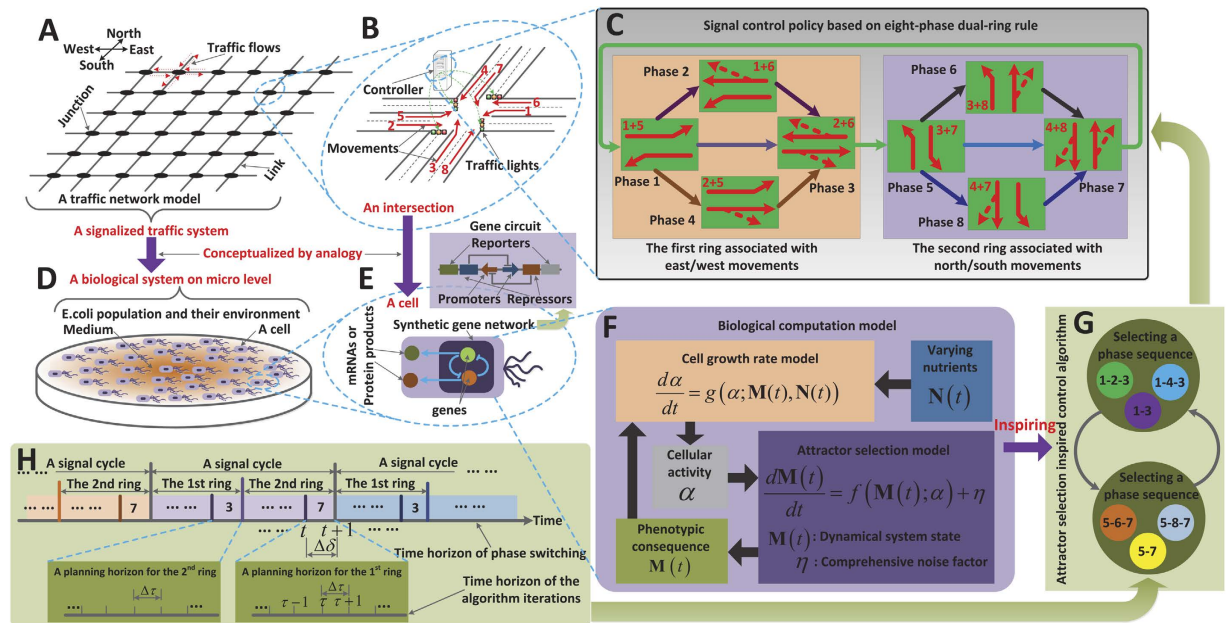 A
North
West
East
South
Traffic flows
Junction
Link
A traffic network model
A signalized traffic system
Conceptualized by analogy
B
Controller
4
7
6
1
5
2
3
8
Movements
Traffic lights
An intersection
A cell
C
Signal control policy based on eight-phase dual-ring rule
Phase 2
1+6
1+5
2+6
Phase 1
2+5
Phase 3
Phase 4
The first ring associated with
east/west movements
Phase 6
3+8
3+7
4+8
Phase 5
4+7
Phase 7
Phase 8
The second ring associated with
north/south movements
D
A biological system on micro level
E.coli population and their environment
Medium
A cell
E
Gene circuit
Reporters
Promoters
Repressors
Synthetic gene network
mRNAs or
Protein products
genes
F
Biological computation model
Cell growth rate model
dα/dt = g(α; M(t), N(t))
Varying
nutrients
N(t)
Cellular
activity
α
Attractor selection model
dM(t)/dt = f(M(t); α) + η
M(t): Dynamical system state
η: Comprehensive noise factor
Phenotypic
consequence
M(t)
Inspiring
G
Attractor selection inspired control algorithm
Selecting a
phase sequence
1-2-3
1-4-3
1-3
Selecting a
phase sequence
5-6-7
5-8-7
5-7
H
A signal cycle
A signal cycle
A signal cycle
... ...
... ...
The 2nd ring
The 1st ring
The 2nd ring
The 1st ring
... ...
7
... ...
3
... ...
7
... ...
3
... ...
Time
... ...
t
t+1
... ...
Δδ
Time horizon of phase switching
A planning horizon for the 2nd ring
Δτ
...
...
A planning horizon for the 1st ring
Δτ
...
τ−1
τ
τ+1
...
Time horizon of the
algorithm iterations